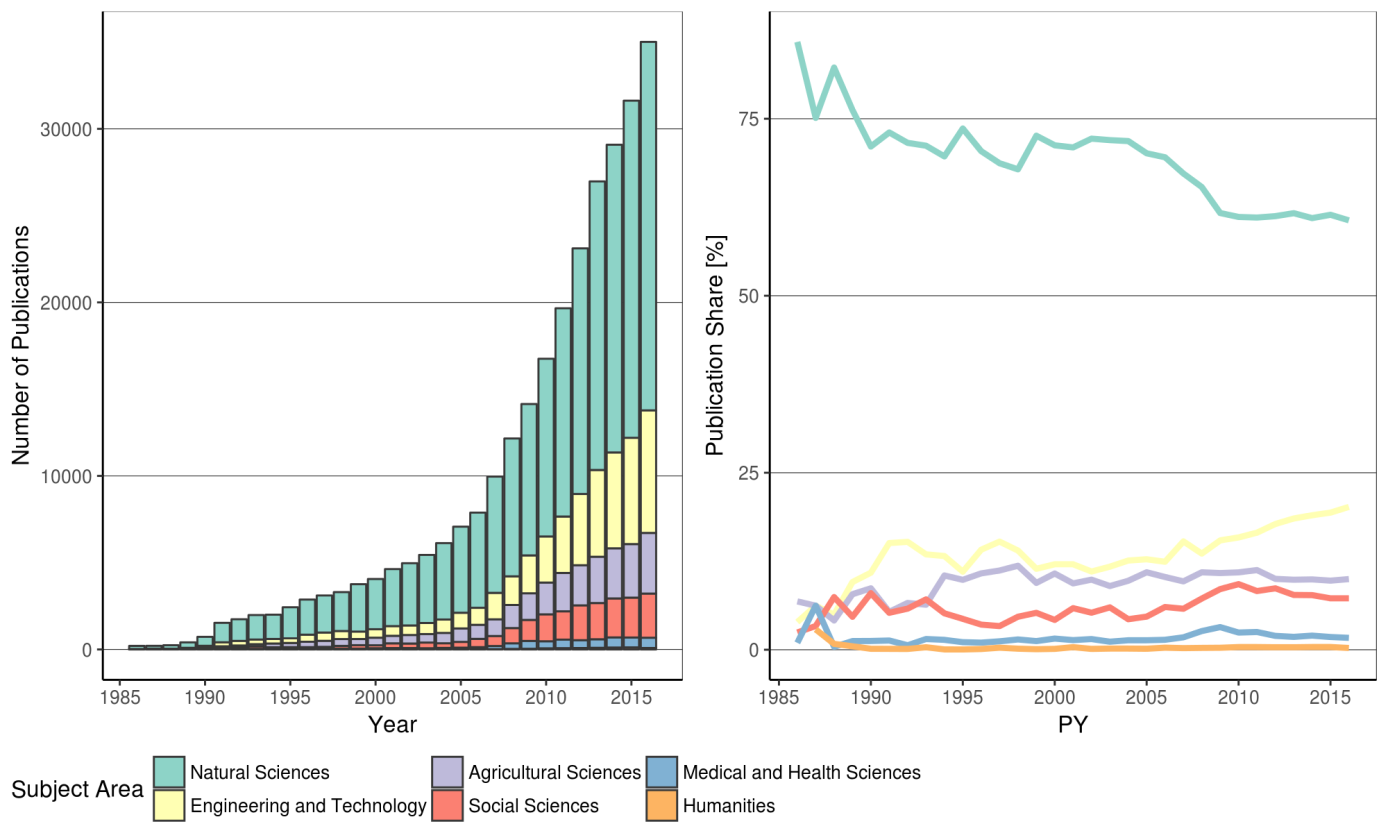 Number of Publications
30000
20000
10000
0
1985 1990 1995 2000 2005 2010 2015
Year
Publication Share [%]
75
50
25
0
1985 1990 1995 2000 2005 2010 2015
PY
Subject Area
Natural Sciences
Engineering and Technology
Agricultural Sciences
Social Sciences
Medical and Health Sciences
Humanities